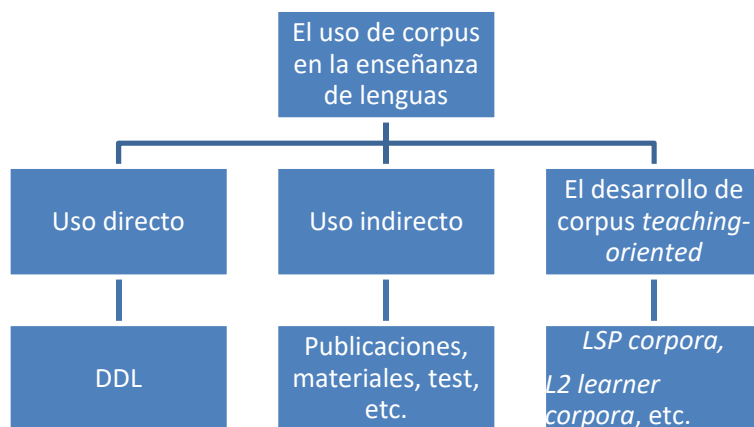 El uso de corpus
en la enseñanza
de lenguas
Uso directo
Uso indirecto
El desarrollo de
corpus teaching-
oriented
DDL
Publicaciones,
materiales, test,
etc.
LSP corpora,
L2 learner
corpora, etc.